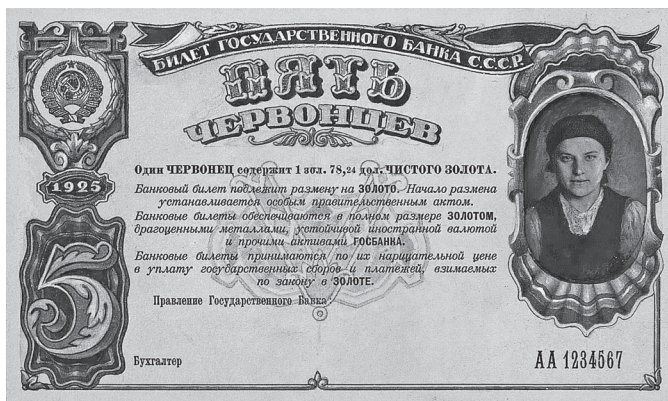 БИЛЕТ ГОСУДАРСТВЕННОГО БАНКА С.С.С.Р.
ПЯТЬ
ЧЕРВОНЦЕВ
Один ЧЕРВОНЕЦ содержит 1 зол. 78,24 дол. ЧИСТОГО ЗОЛОТА.
Банковый билет подлежит размену на ЗОЛОТО. Начало размена
устанавливается особым правительственным актом.
Банковые билеты обеспечиваются в полном размере ЗОЛОТОМ,
драгоценными металлами, устойчивой иностранной валютой
и прочими активами ГОСБАНКА.
Банковые билеты принимаются по их нарицательной цене
в уплату государственных сборов и платежей, взимаемых
по закону в ЗОЛОТЕ.
Правление Государственного Банка:
1925
5
Бухгалтер
АА 1234567